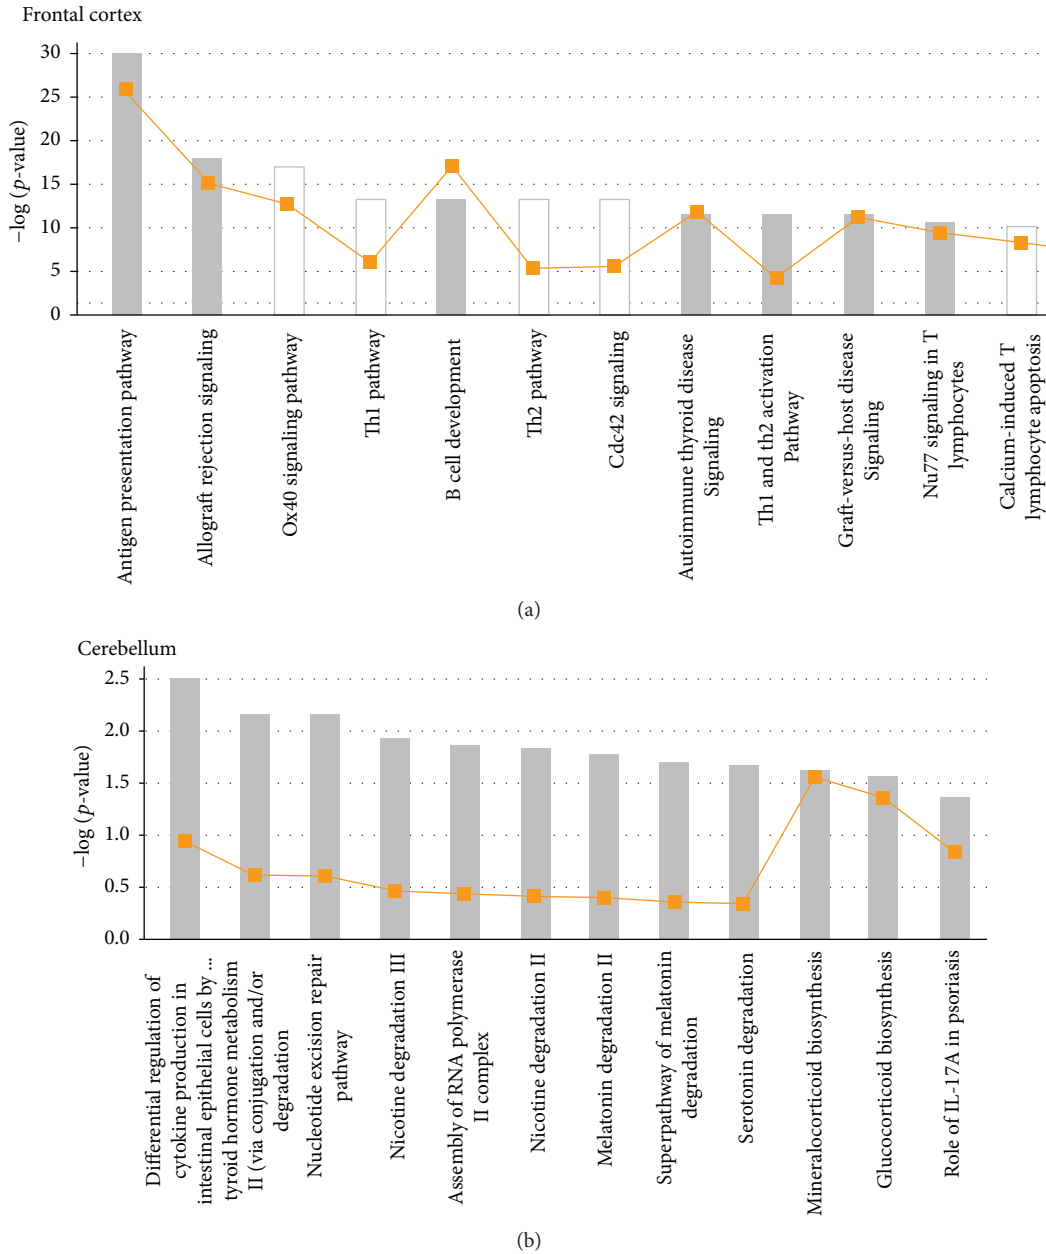 Frontal cortex
30
25
20
15
10
5
0
−log (p-value)
Antigen presentation pathway
Allograft rejection signaling
Ox40 signaling pathway
Th1 pathway
B cell development
Th2 pathway
Cdc42 signaling
Autoimmune thyroid disease
Signaling
Th1 and th2 activation
Pathway
Graft-versus-host disease
Signaling
Nu77 signaling in T
lymphocytes
Calcium-induced T
lymphocyte apoptosis
(a)
Cerebellum
2.5
2.0
1.5
1.0
0.5
0.0
−log (p-value)
Differential regulation of
cytokine production in
intestinal epithelial cells by ...
tyroid hormone metabolism
II (via conjugation and/or
degradation
Nucleotide excision repair
pathway
Nicotine degradation III
Assembly of RNA polymerase
II complex
Nicotine degradation II
Melatonin degradation II
Superpathway of melatonin
degradation
Serotonin degradation
Mineralocorticoid biosynthesis
Glucocorticoid biosynthesis
Role of IL-17A in psoriasis
(b)